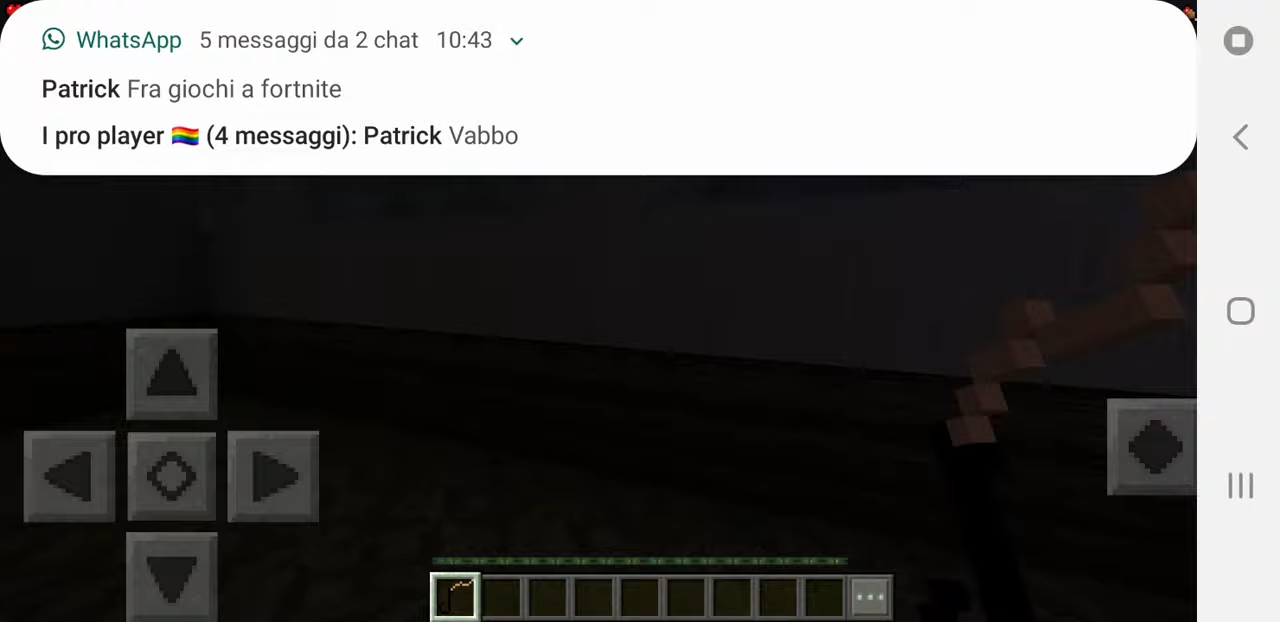 WhatsApp 5 messaggi da 2 chat 10:43
Patrick Fra giochi a fortnite
I pro player 🏳️‍🌈 (4 messaggi): Patrick Vabbo